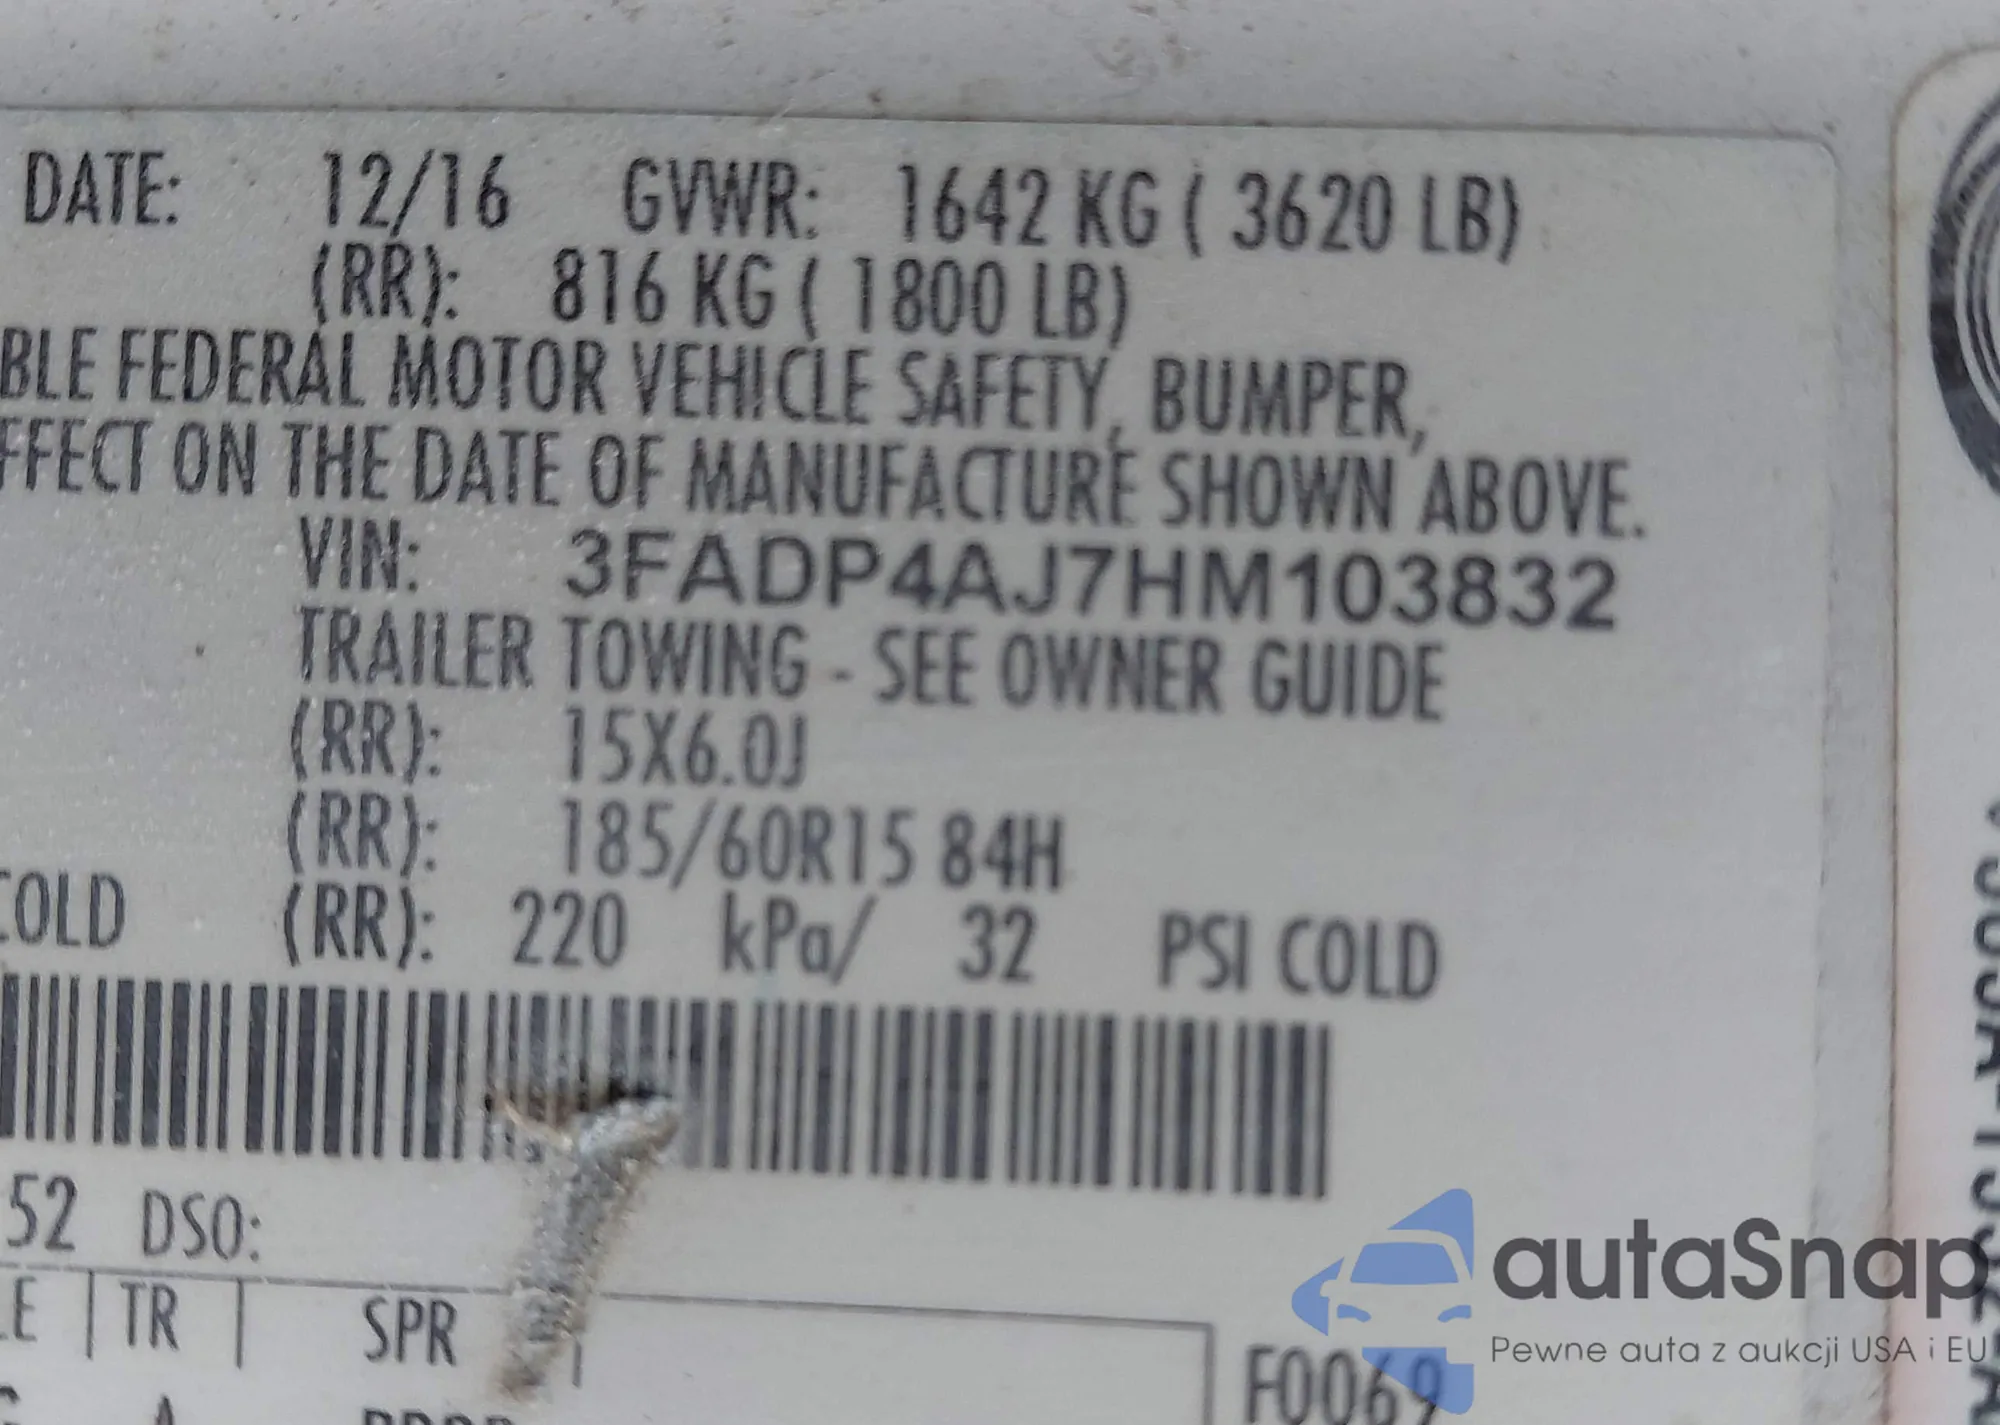 DATE: 12/16 GVWR: 1642 KG ( 3620 LB)
(RR): 816 KG ( 1800 LB)
BLE FEDERAL MOTOR VEHICLE SAFETY, BUMPER,
FFECT ON THE DATE OF MANUFACTURE SHOWN ABOVE.
VIN: 3FADP4AJ7HM103832
TRAILER TOWING - SEE OWNER GUIDE
(RR): 15X6.0J
(RR): 185/60R15 84H
COLD (RR): 220 kPa/ 32 PSI COLD
52 DSO:
LE | TR | SPR
F0069
autaSnap
Pewne auta z aukcji USA i EU